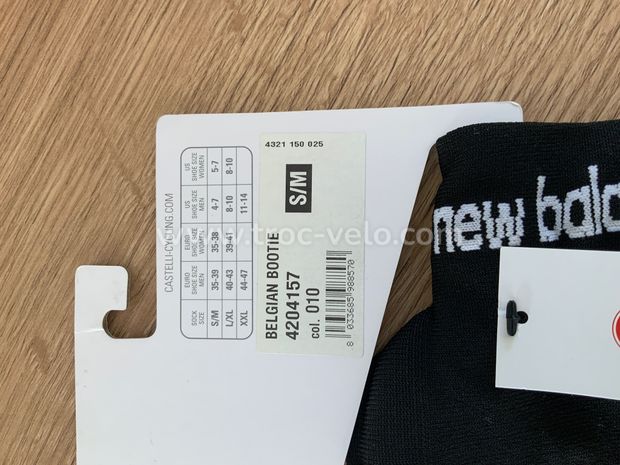 CASTELLI-CYCLING.COM
SOCK SIZE EURO SHOE SIZE MEN EURO SHOE SIZE WOMEN US SHOE SIZE MEN US SHOE SIZE WOMEN
S/M 35-39 35-38 4-7 5-7
L/XL 40-43 39-41 8-10 8-10
XXL 44-47 11-14
4321 150 025
S/M
BELGIAN BOOTIE
4204157
col. 010
8 033685 988570
new bala
www.troc-velo.com